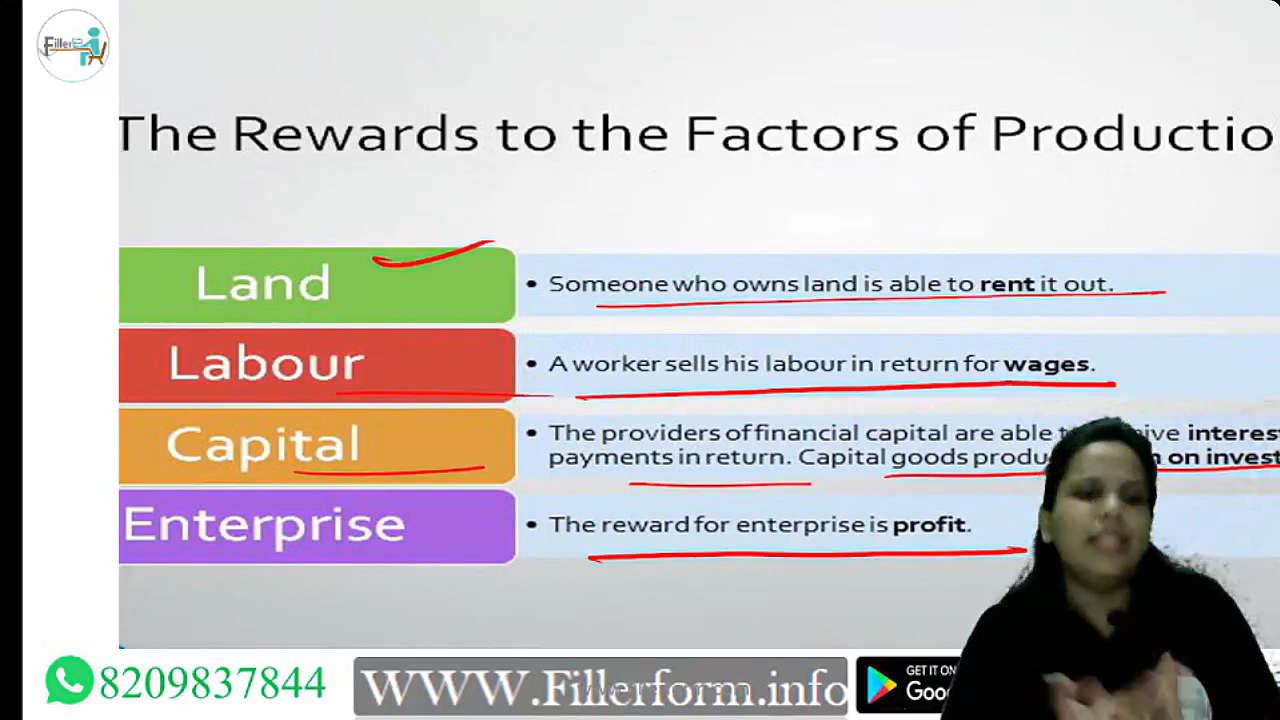 Filler
The Rewards to the Factors of Productio
Land
• Someone who owns land is able to rent it out.
Labour
• A worker sells his labour in return for wages.
Capital
• The providers of financial capital are able interest
payments in return. Capital goods on invest
Enterprise
• The reward for enterprise is profit.
8209837844
WWW.Fillerform.info
GET IT ON
Goo